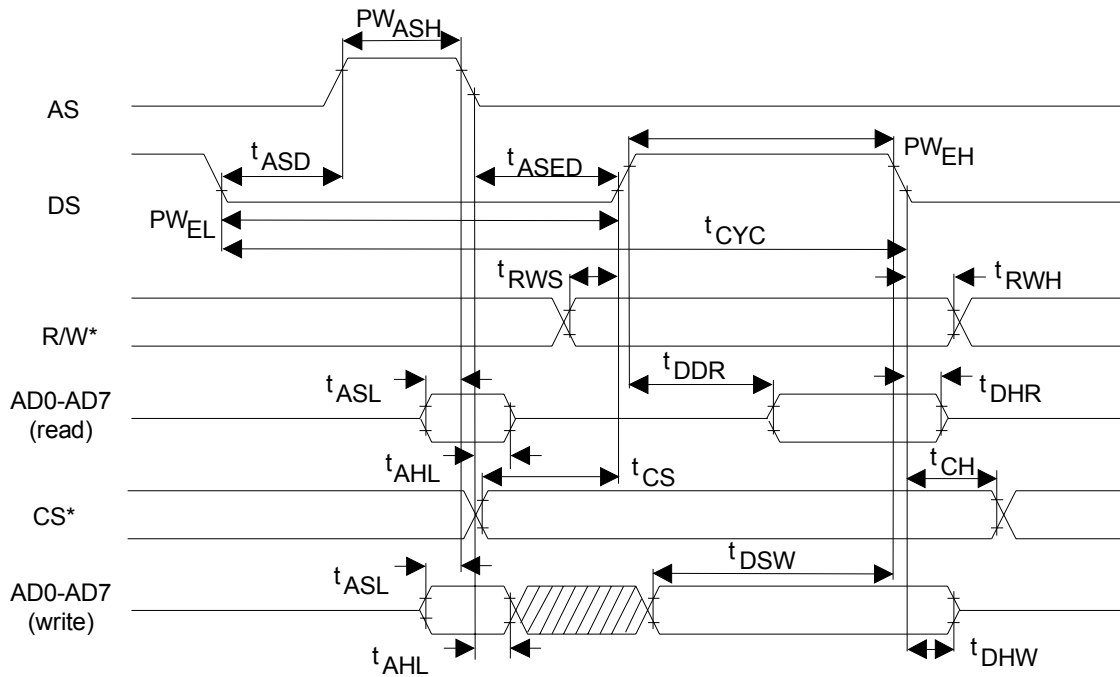 PWASH
AS
tASD
tASED
PWEH
DS
PWEL
tCYC
tRWS
tRWH
R/W*
tDDR
tASL
tDHR
AD0-AD7
(read)
tAHL
tCS
tCH
CS*
tDSW
tASL
AD0-AD7
(write)
tAHL
tDHW